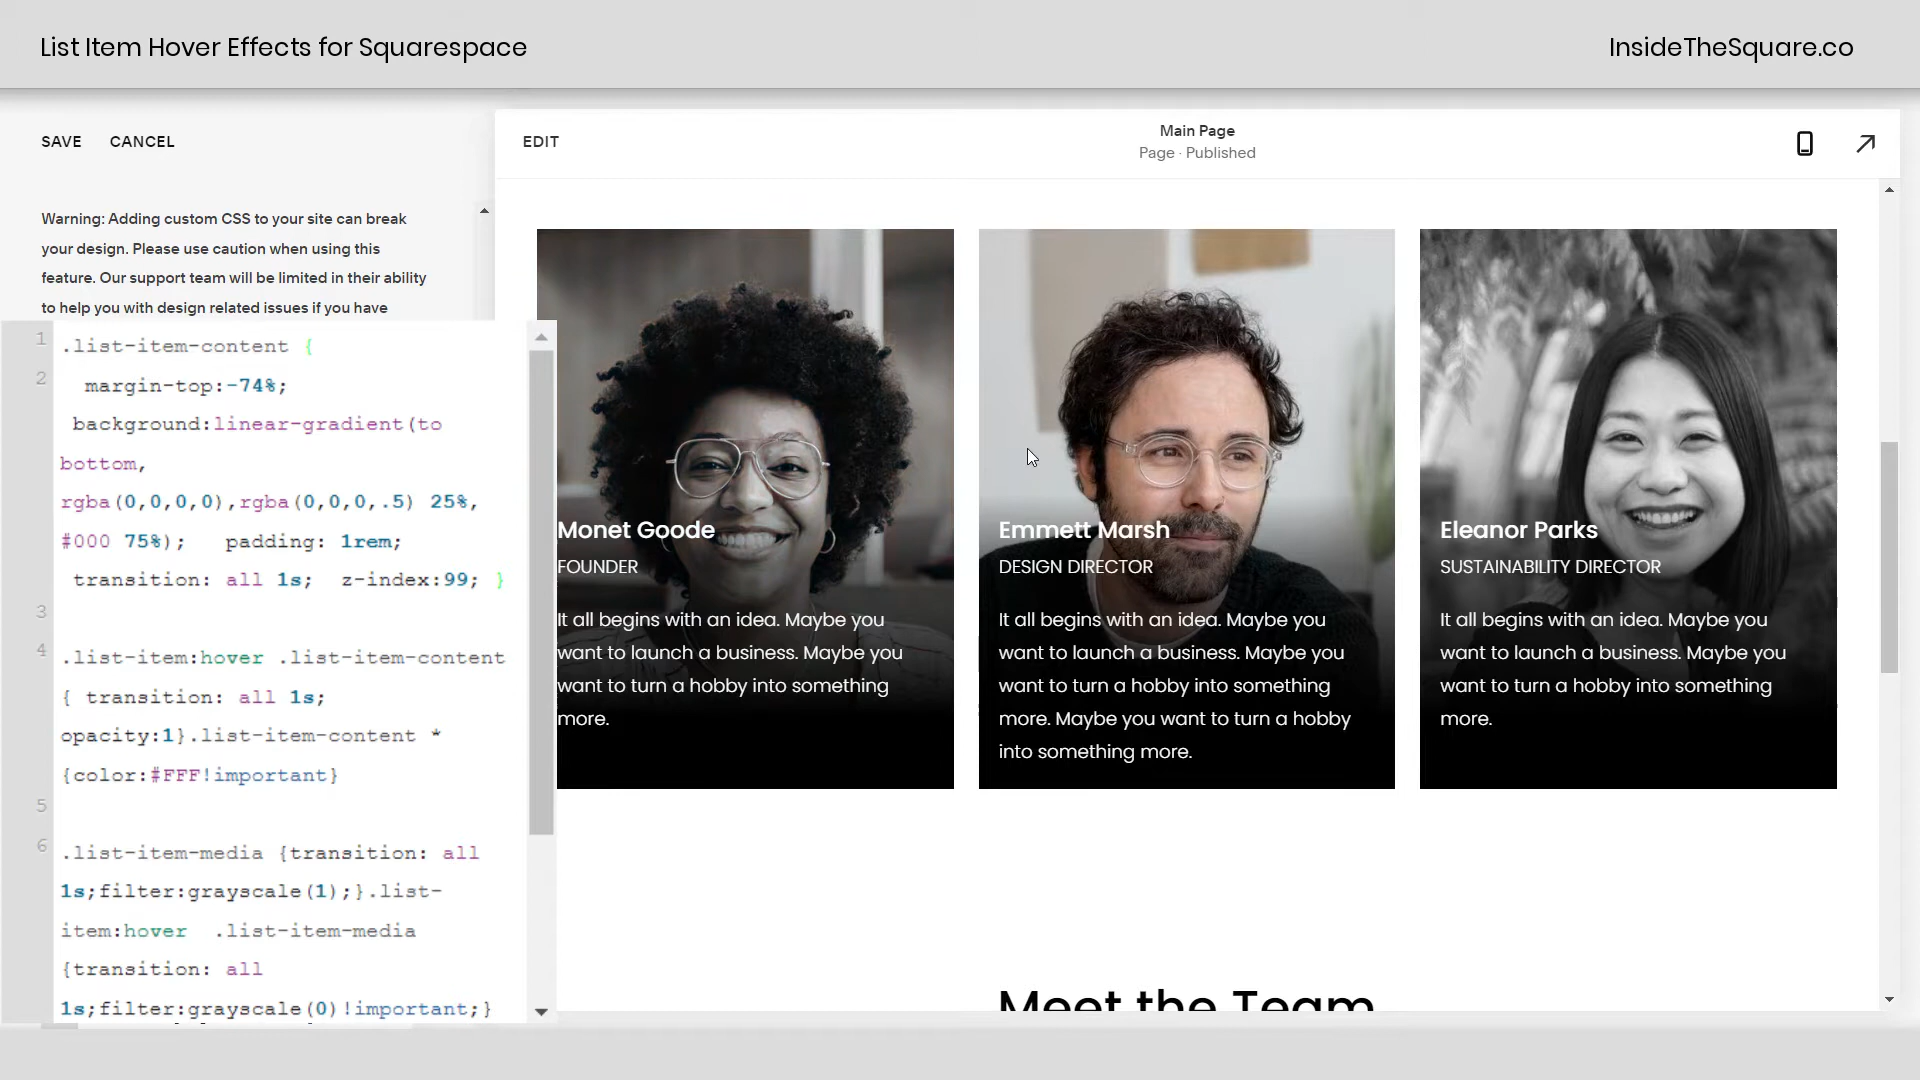 List Item Hover Effects for Squarespace
InsideTheSquare.co
SAVE
CANCEL
EDIT
Main Page
Page · Published
Warning: Adding custom CSS to your site can break
your design. Please use caution when using this
feature. Our support team will be limited in their ability
to help you with design related issues if you have
1
.list-item-content {
2
margin-top:-74%;
background:linear-gradient(to
bottom,
rgba(0,0,0,0),rgba(0,0,0,.5) 25%,
#000 75%);   padding: 1rem;
transition: all 1s;  z-index:99; }
3
4
.list-item:hover .list-item-content
{ transition: all 1s;
opacity:1}.list-item-content *
{color:#FFF!important}
5
6
.list-item-media {transition: all
1s;filter:grayscale(1);}.list-
item:hover  .list-item-media
{transition: all
1s;filter:grayscale(0)!important;}
Monet Goode
FOUNDER
It all begins with an idea. Maybe you
want to launch a business. Maybe you
want to turn a hobby into something
more.
Emmett Marsh
DESIGN DIRECTOR
It all begins with an idea. Maybe you
want to launch a business. Maybe you
want to turn a hobby into something
more. Maybe you want to turn a hobby
into something more.
Eleanor Parks
SUSTAINABILITY DIRECTOR
It all begins with an idea. Maybe you
want to launch a business. Maybe you
want to turn a hobby into something
more.
Meet the Team